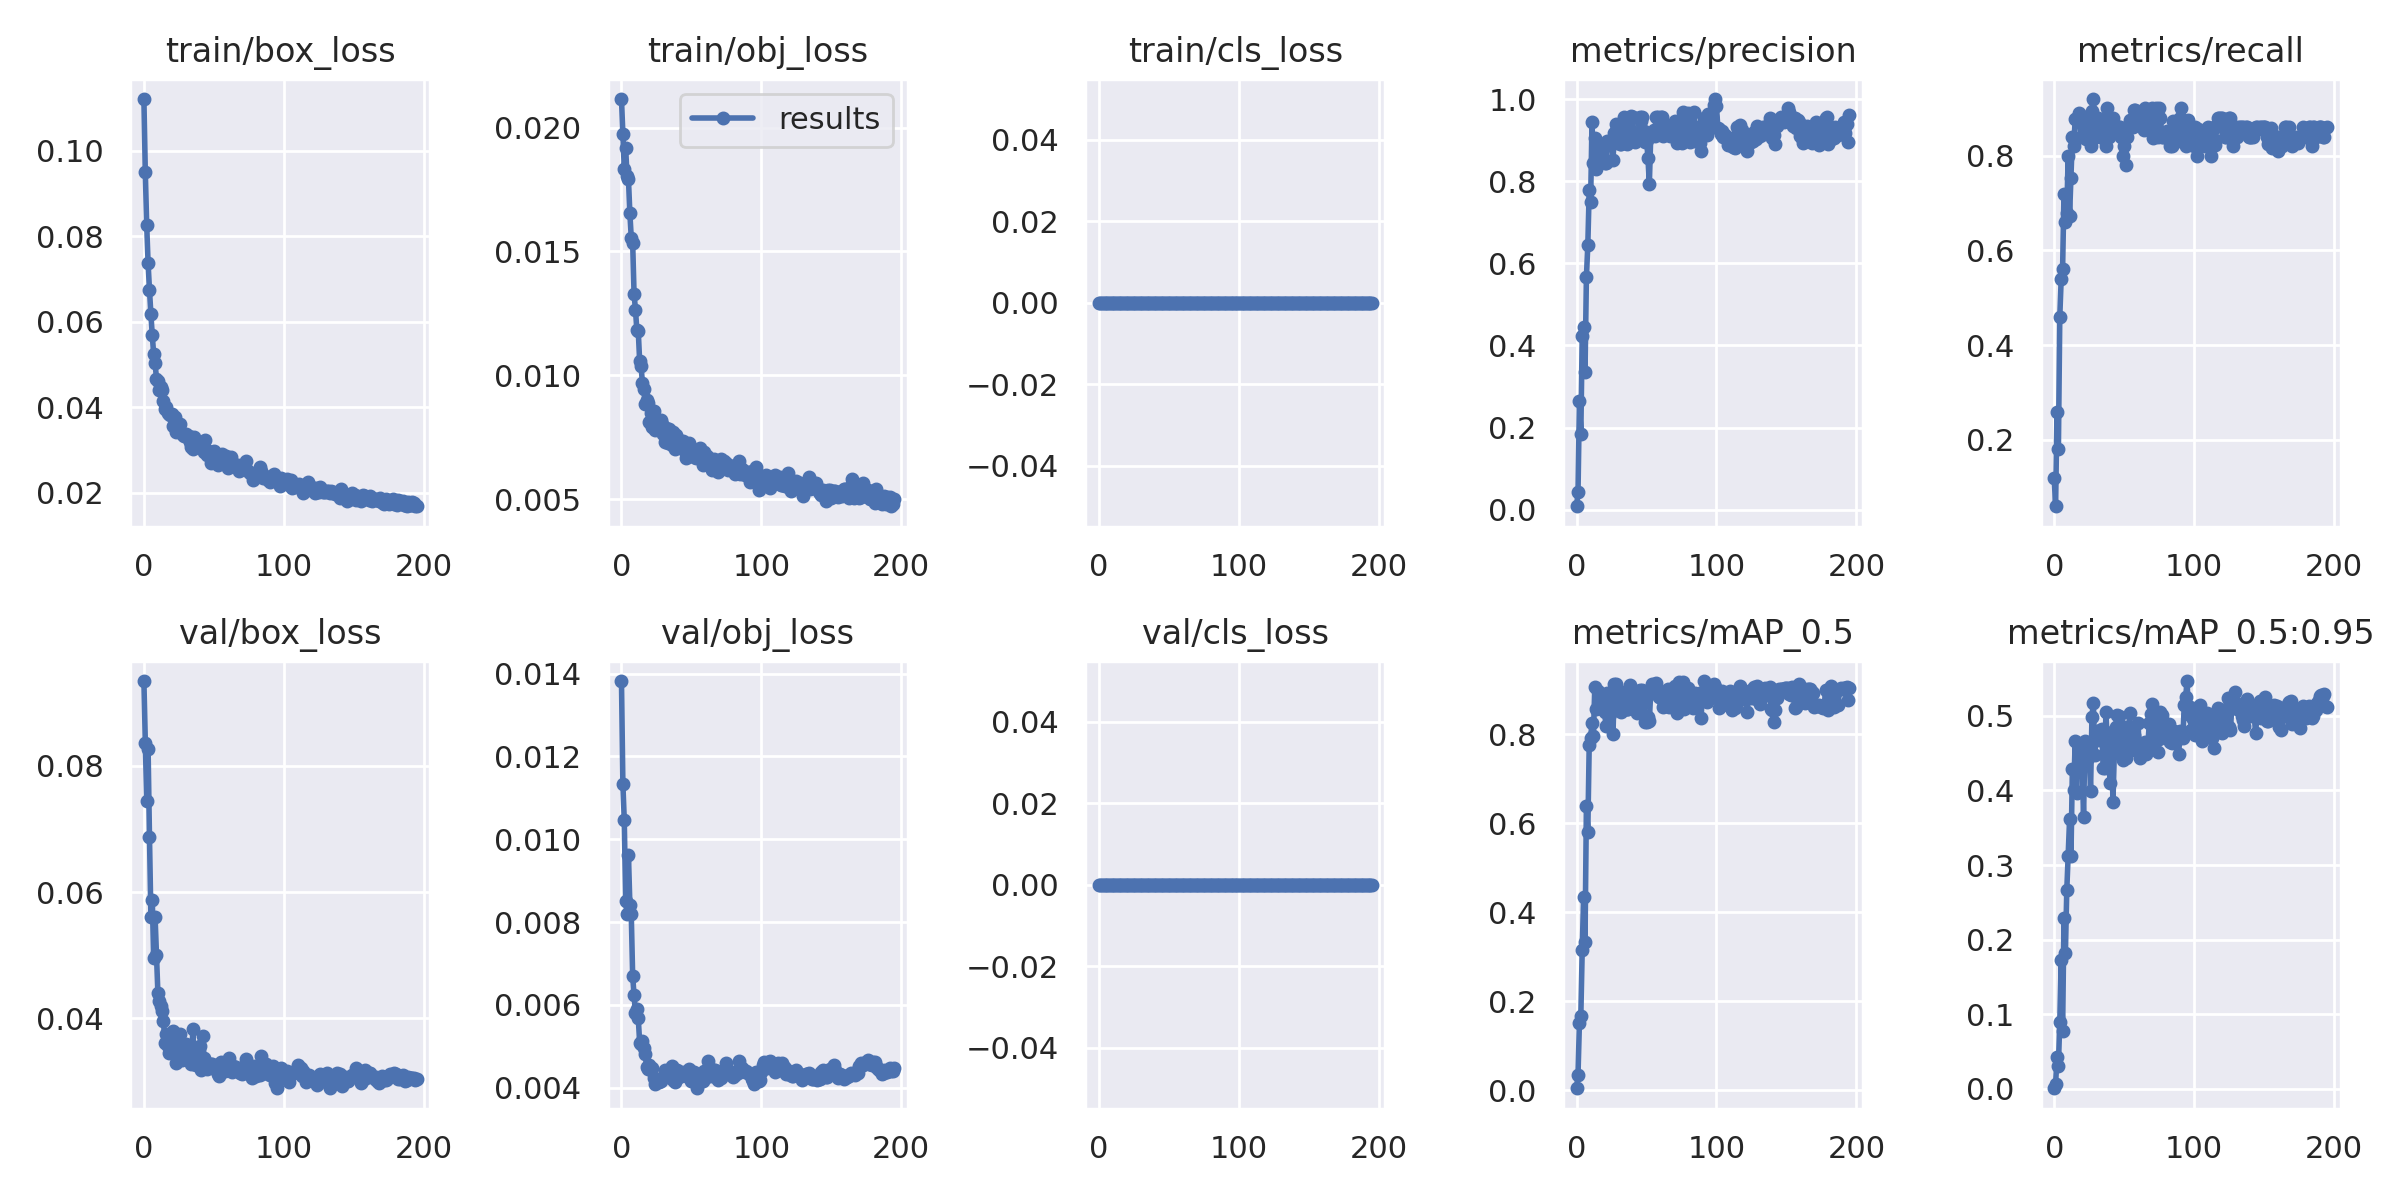 train/box_loss
0.10
0.08
0.06
0.04
0.02
0 100 200
train/obj_loss
results
0.020
0.015
0.010
0.005
0 100 200
train/cls_loss
0.04
0.02
0.00
−0.02
−0.04
0 100 200
metrics/precision
1.0
0.8
0.6
0.4
0.2
0.0
0 100 200
metrics/recall
0.8
0.6
0.4
0.2
0 100 200
val/box_loss
0.08
0.06
0.04
0 100 200
val/obj_loss
0.014
0.012
0.010
0.008
0.006
0.004
0 100 200
val/cls_loss
0.04
0.02
0.00
−0.02
−0.04
0 100 200
metrics/mAP_0.5
0.8
0.6
0.4
0.2
0.0
0 100 200
metrics/mAP_0.5:0.95
0.5
0.4
0.3
0.2
0.1
0.0
0 100 200